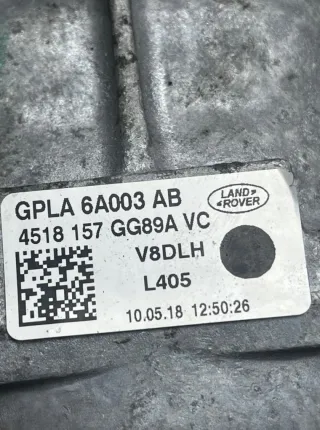 GPLA 6A003 AB
LAND
ROVER
4518 157 GG89A VC
V8DLH
L405
10.05.18 12:50:26